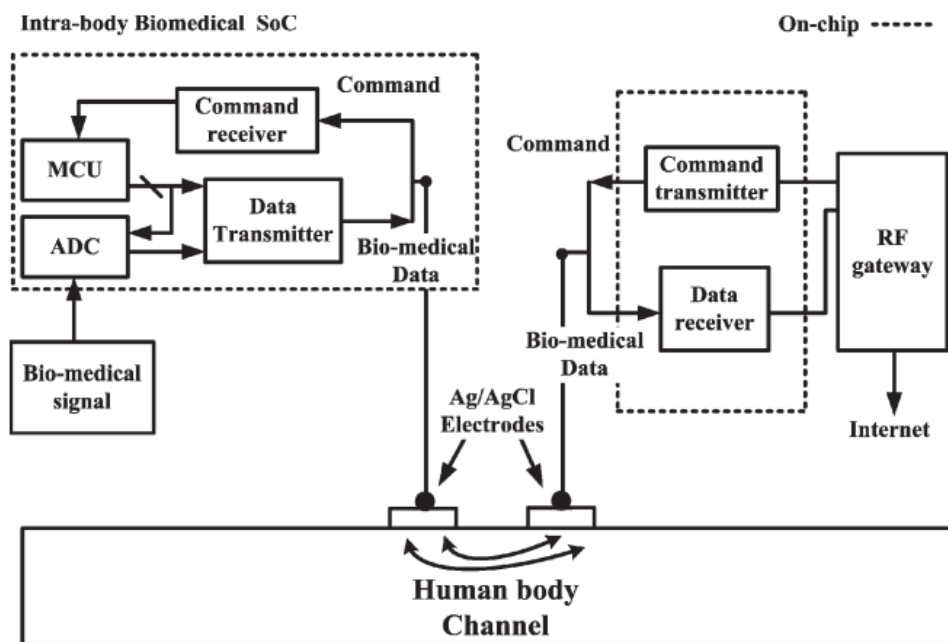 Intra-body Biomedical SoC
On-chip
Command
Command
receiver
MCU
ADC
Data
Transmitter
Bio-medical
Data
Bio-medical
signal
Command
Command
transmitter
Data
receiver
Bio-medical
Data
RF
gateway
Internet
Ag/AgCl
Electrodes
Human body
Channel